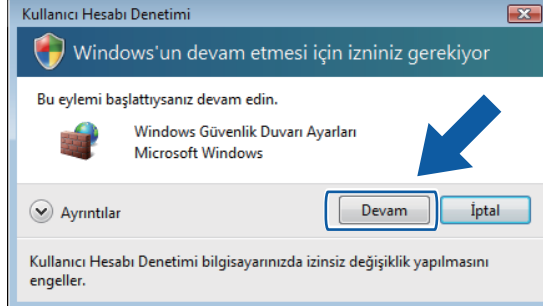 Kullanıcı Hesabı Denetimi
Windows'un devam etmesi için izniniz gerekiyor
Bu eylemi başlattıysanız devam edin.
Windows Güvenlik Duvarı Ayarları
Microsoft Windows
Ayrıntılar
Devam
İptal
Kullanıcı Hesabı Denetimi bilgisayarınızda izinsiz değişiklik yapılmasını
engeller.